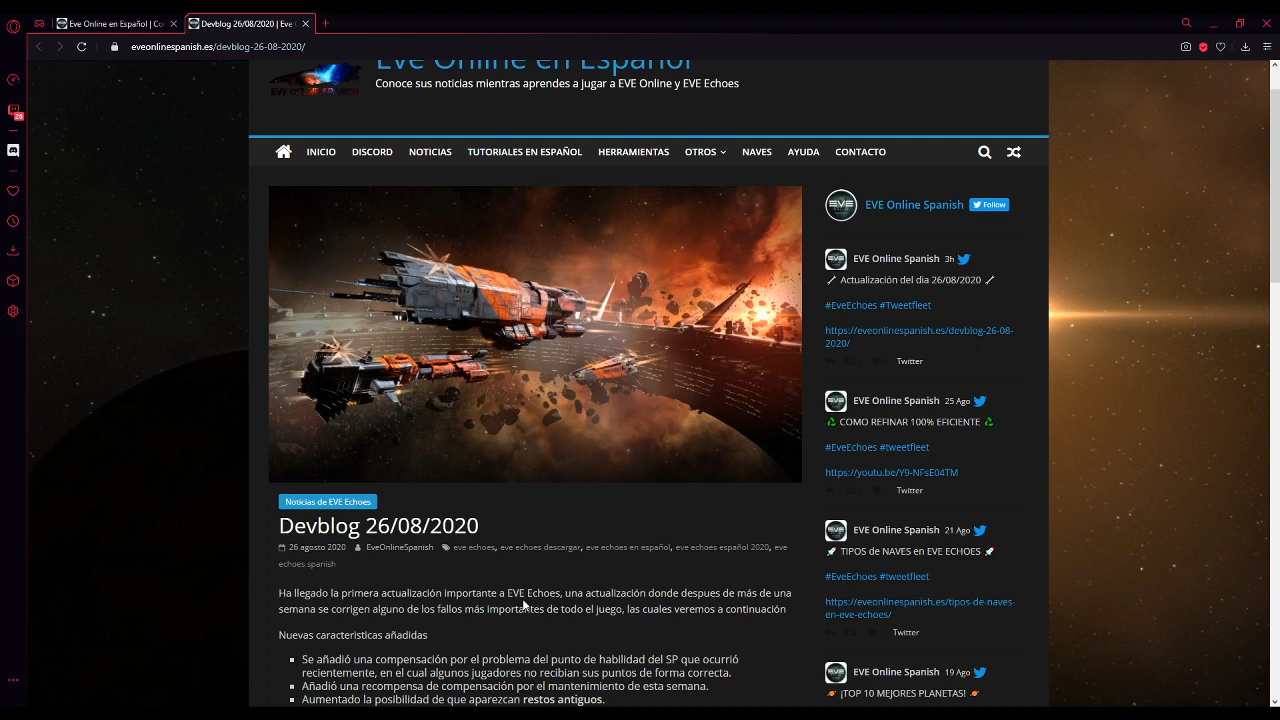 Eve Online en Español | Co
Devblog 26/08/2020 | Eve
eveonlinespanish.es/devblog-26-08-2020/
26
Eve Online en Español
Conoce sus noticias mientras aprendes a jugar a EVE Online y EVE Echoes
INICIO DISCORD NOTICIAS TUTORIALES EN ESPAÑOL HERRAMIENTAS OTROS NAVES AYUDA CONTACTO
Noticias de EVE Echoes
Devblog 26/08/2020
26 agosto 2020 EveOnlineSpanish eve echoes, eve echoes descargar, eve echoes en español, eve echoes español 2020, eve
echoes spanish
Ha llegado la primera actualización importante a EVE Echoes, una actualización donde despues de más de una
semana se corrigen alguno de los fallos más importantes de todo el juego, las cuales veremos a continuación
Nuevas caracteristicas añadidas
Se añadió una compensación por el problema del punto de habilidad del SP que ocurrió
recientemente, en el cual algunos jugadores no recibian sus puntos de forma correcta.
Añadió una recompensa de compensación por el mantenimiento de esta semana.
Aumentado la posibilidad de que aparezcan restos antiguos.
EVE Online Spanish Follow
EVE Online Spanish 3h
Actualización del día 26/08/2020
#EveEchoes #Tweetfleet
https://eveonlinespanish.es/devblog-26-08-
2020/
Twitter
EVE Online Spanish 25 Ago
COMO REFINAR 100% EFICIENTE
#EveEchoes #tweetfleet
https://youtu.be/Y9-NFsE04TM
Twitter
EVE Online Spanish 21 Ago
TIPOS de NAVES en EVE ECHOES
#EveEchoes #tweetfleet
https://eveonlinespanish.es/tipos-de-naves-
en-eve-echoes/
Twitter
EVE Online Spanish 19 Ago
¡TOP 10 MEJORES PLANETAS!